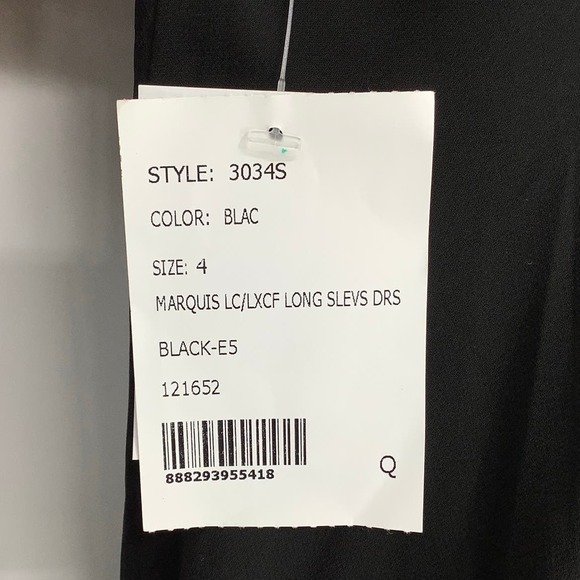 STYLE: 3034S
COLOR: BLAC
SIZE: 4
MARQUIS LC/LXCF LONG SLEVS DRS
BLACK-E5
121652
888293955418
Q